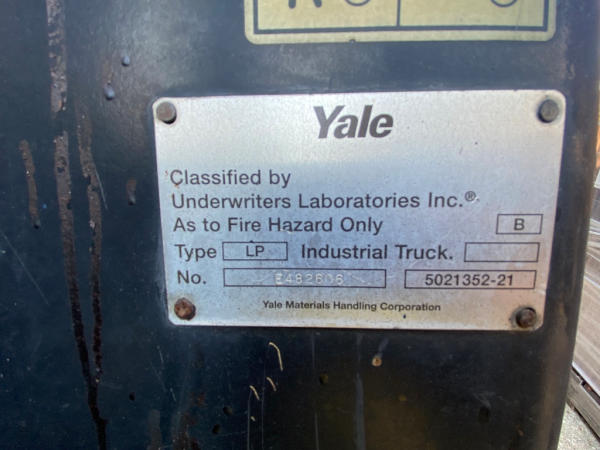 Yale
Classified by
Underwriters Laboratories Inc.®
As to Fire Hazard Only B
Type LP Industrial Truck.
No. E482606 5021352-21
Yale Materials Handling Corporation